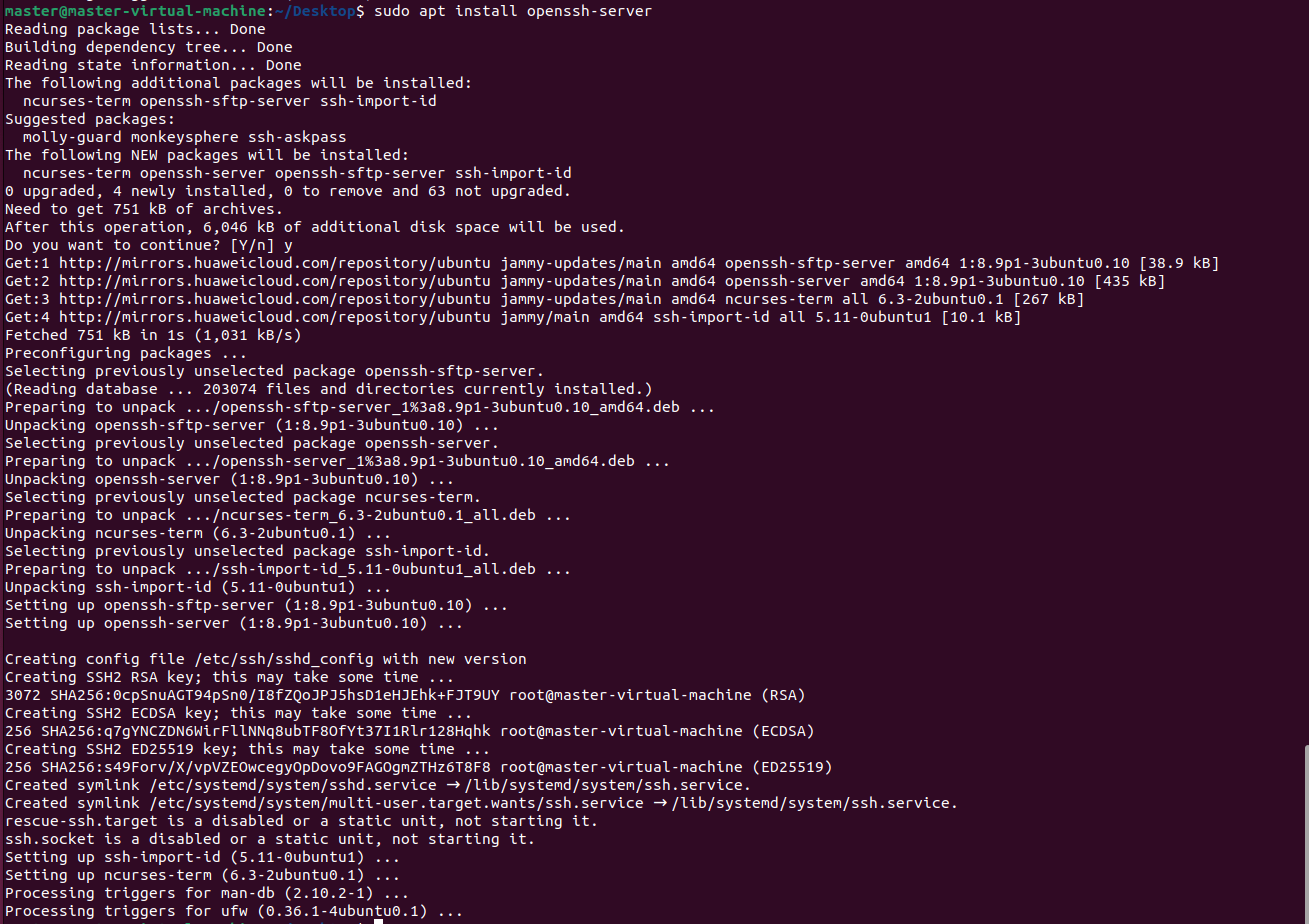 master@master-virtual-machine:~/Desktop$ sudo apt install openssh-server
Reading package lists... Done
Building dependency tree... Done
Reading state information... Done
The following additional packages will be installed:
  ncurses-term openssh-sftp-server ssh-import-id
Suggested packages:
  molly-guard monkeysphere ssh-askpass
The following NEW packages will be installed:
  ncurses-term openssh-server openssh-sftp-server ssh-import-id
0 upgraded, 4 newly installed, 0 to remove and 63 not upgraded.
Need to get 751 kB of archives.
After this operation, 6,046 kB of additional disk space will be used.
Do you want to continue? [Y/n] y
Get:1 http://mirrors.huaweicloud.com/repository/ubuntu jammy-updates/main amd64 openssh-sftp-server amd64 1:8.9p1-3ubuntu0.10 [38.9 kB]
Get:2 http://mirrors.huaweicloud.com/repository/ubuntu jammy-updates/main amd64 openssh-server amd64 1:8.9p1-3ubuntu0.10 [435 kB]
Get:3 http://mirrors.huaweicloud.com/repository/ubuntu jammy-updates/main amd64 ncurses-term all 6.3-2ubuntu0.1 [267 kB]
Get:4 http://mirrors.huaweicloud.com/repository/ubuntu jammy/main amd64 ssh-import-id all 5.11-0ubuntu1 [10.1 kB]
Fetched 751 kB in 1s (1,031 kB/s)
Preconfiguring packages ...
Selecting previously unselected package openssh-sftp-server.
(Reading database ... 203074 files and directories currently installed.)
Preparing to unpack .../openssh-sftp-server_1%3a8.9p1-3ubuntu0.10_amd64.deb ...
Unpacking openssh-sftp-server (1:8.9p1-3ubuntu0.10) ...
Selecting previously unselected package openssh-server.
Preparing to unpack .../openssh-server_1%3a8.9p1-3ubuntu0.10_amd64.deb ...
Unpacking openssh-server (1:8.9p1-3ubuntu0.10) ...
Selecting previously unselected package ncurses-term.
Preparing to unpack .../ncurses-term_6.3-2ubuntu0.1_all.deb ...
Unpacking ncurses-term (6.3-2ubuntu0.1) ...
Selecting previously unselected package ssh-import-id.
Preparing to unpack .../ssh-import-id_5.11-0ubuntu1_all.deb ...
Unpacking ssh-import-id (5.11-0ubuntu1) ...
Setting up openssh-sftp-server (1:8.9p1-3ubuntu0.10) ...
Setting up openssh-server (1:8.9p1-3ubuntu0.10) ...

Creating config file /etc/ssh/sshd_config with new version
Creating SSH2 RSA key; this may take some time ...
3072 SHA256:0cpSnuAGT94pSn0/I8fZQoJPJ5hsD1eHJEhk+FJT9UY root@master-virtual-machine (RSA)
Creating SSH2 ECDSA key; this may take some time ...
256 SHA256:q7gYNCZDN6WirFllNNq8ubTF8OfYt37I1Rlr128Hqhk root@master-virtual-machine (ECDSA)
Creating SSH2 ED25519 key; this may take some time ...
256 SHA256:s49Forv/X/vpVZEOwcegyOpDovo9FAGOgmZTHz6T8F8 root@master-virtual-machine (ED25519)
Created symlink /etc/systemd/system/sshd.service → /lib/systemd/system/ssh.service.
Created symlink /etc/systemd/system/multi-user.target.wants/ssh.service → /lib/systemd/system/ssh.service.
rescue-ssh.target is a disabled or a static unit, not starting it.
ssh.socket is a disabled or a static unit, not starting it.
Setting up ssh-import-id (5.11-0ubuntu1) ...
Setting up ncurses-term (6.3-2ubuntu0.1) ...
Processing triggers for man-db (2.10.2-1) ...
Processing triggers for ufw (0.36.1-4ubuntu0.1) ...